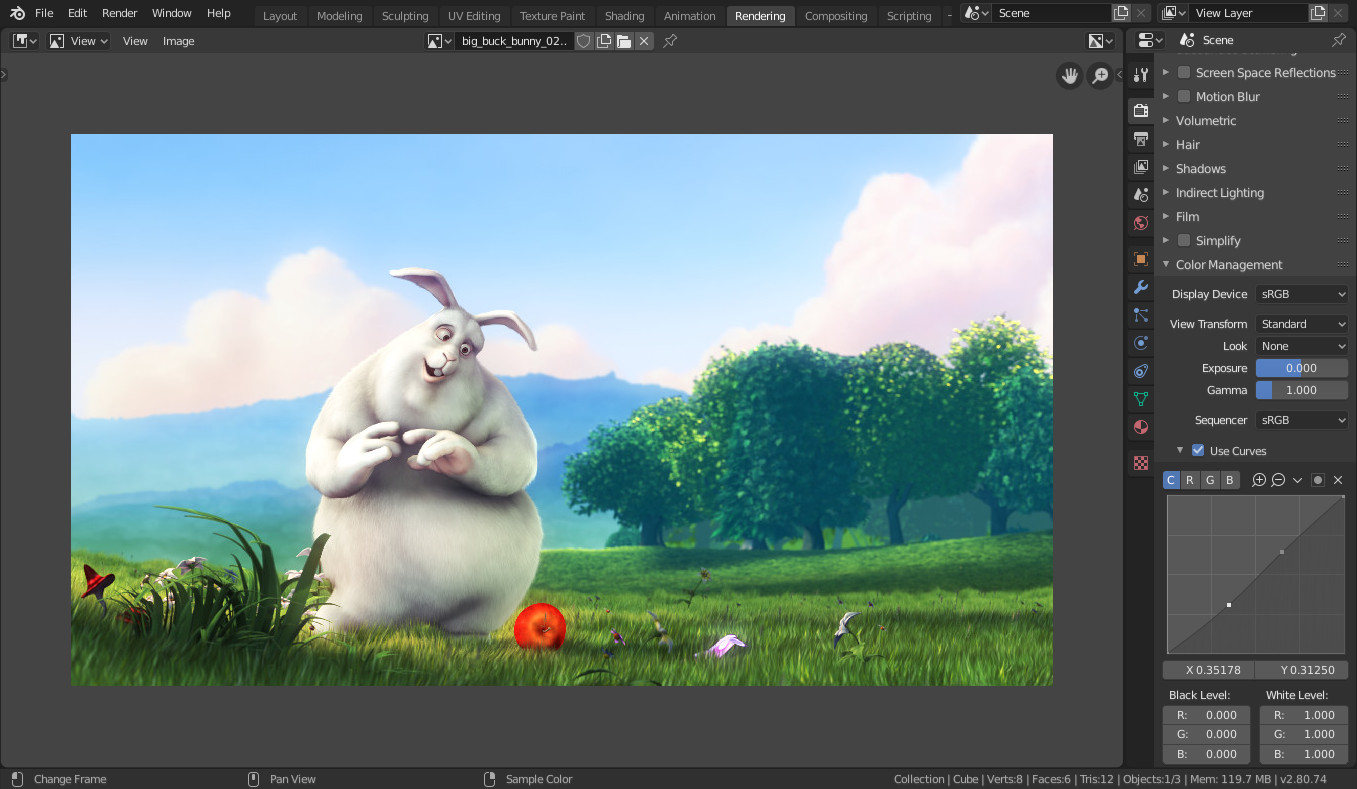 File Edit Render Window Help Layout Modeling Sculpting UV Editing Texture Paint Shading Animation Rendering Compositing Scripting Scene View Layer
View View Image big_buck_bunny_02.. Scene
Screen Space Reflections
Motion Blur
Volumetric
Hair
Shadows
Indirect Lighting
Film
Simplify
Color Management
Display Device sRGB
View Transform Standard
Look None
Exposure 0.000
Gamma 1.000
Sequencer sRGB
Use Curves
C R G B
X 0.35178 Y 0.31250
Black Level: White Level:
R: 0.000 R: 1.000
G: 0.000 G: 1.000
B: 0.000 B: 1.000
Change Frame Pan View Sample Color Collection | Cube | Verts:8 | Faces:6 | Tris:12 | Objects:1/3 | Mem: 119.7 MB | v2.80.74